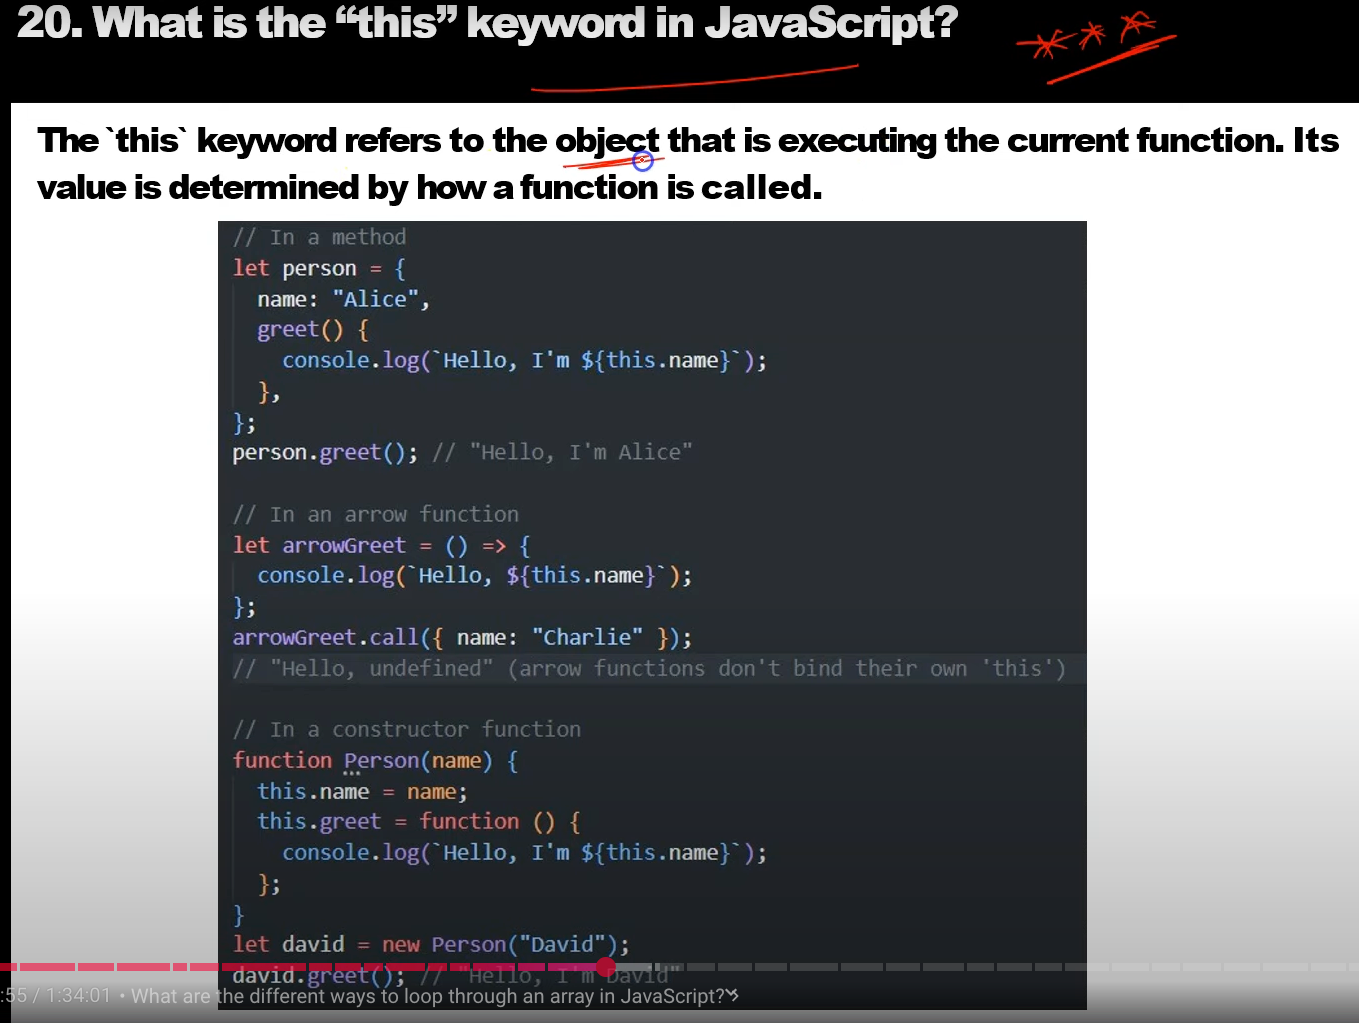 20. What is the “this” keyword in JavaScript?
The `this` keyword refers to the object that is executing the current function. Its
value is determined by how a function is called.
// In a method
let person = {
name: "Alice",
greet() {
console.log(`Hello, I'm ${this.name}`);
},
};
person.greet(); // "Hello, I'm Alice"
// In an arrow function
let arrowGreet = () => {
console.log(`Hello, ${this.name}`);
};
arrowGreet.call({ name: "Charlie" });
// "Hello, undefined" (arrow functions don't bind their own 'this')
// In a constructor function
function Person(name) {
this.name = name;
this.greet = function () {
console.log(`Hello, I'm ${this.name}`);
};
}
let david = new Person("David");
david.greet(); // "Hello, I'm David"
:55 / 1:34:01 • What are the different ways to loop through an array in JavaScript?